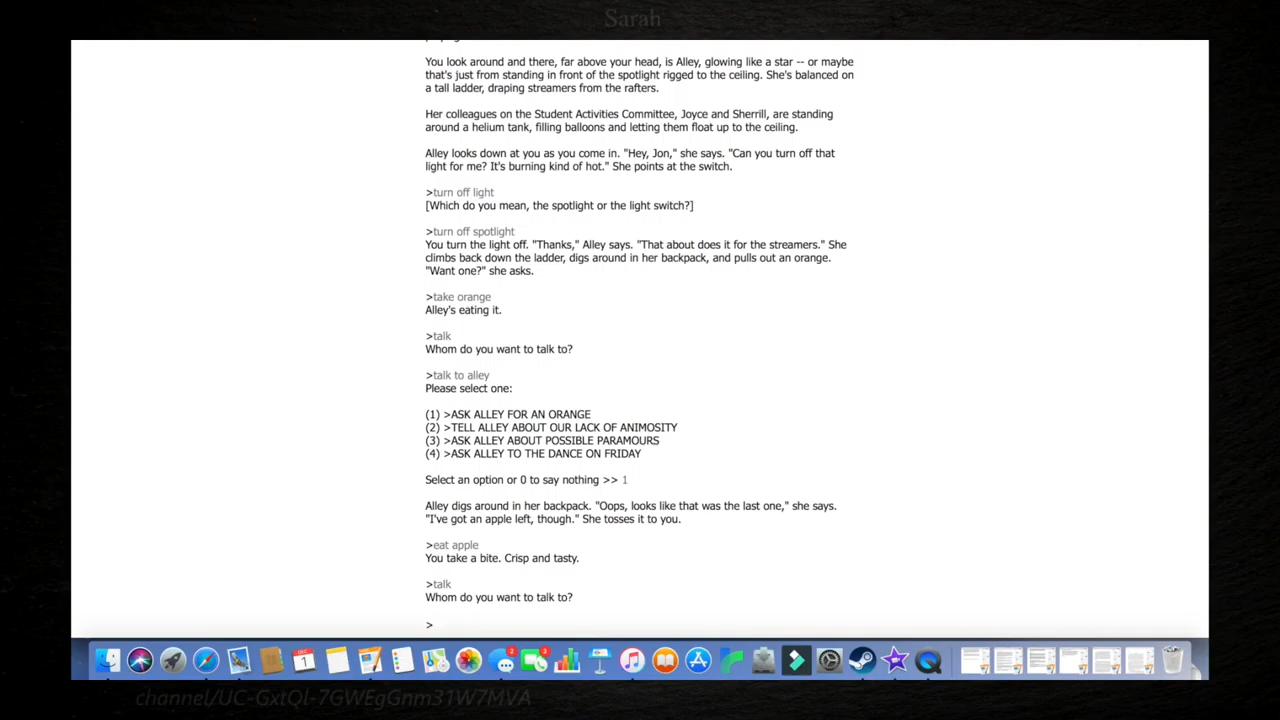 Sarah
You look around and there, far above your head, is Alley, glowing like a star -- or maybe
that's just from standing in front of the spotlight rigged to the ceiling. She's balanced on
a tall ladder, draping streamers from the rafters.
Her colleagues on the Student Activities Committee, Joyce and Sherrill, are standing
around a helium tank, filling balloons and letting them float up to the ceiling.
Alley looks down at you as you come in. "Hey, Jon," she says. "Can you turn off that
light for me? It's burning kind of hot." She points at the switch.
>turn off light
[Which do you mean, the spotlight or the light switch?]
>turn off spotlight
You turn the light off. "Thanks," Alley says. "That about does it for the streamers." She
climbs back down the ladder, digs around in her backpack, and pulls out an orange.
"Want one?" she asks.
>take orange
Alley's eating it.
>talk
Whom do you want to talk to?
>talk to alley
Please select one:
(1) >ASK ALLEY FOR AN ORANGE
(2) >TELL ALLEY ABOUT OUR LACK OF ANIMOSITY
(3) >ASK ALLEY ABOUT POSSIBLE PARAMOURS
(4) >ASK ALLEY TO THE DANCE ON FRIDAY
Select an option or 0 to say nothing >> 1
Alley digs around in her backpack. "Oops, looks like that was the last one," she says.
"I've got an apple left, though." She tosses it to you.
>eat apple
You take a bite. Crisp and tasty.
>talk
Whom do you want to talk to?
>
DEC
1
2
3
channel/UC-GxtQl-7GWEgGnm31W7MVA